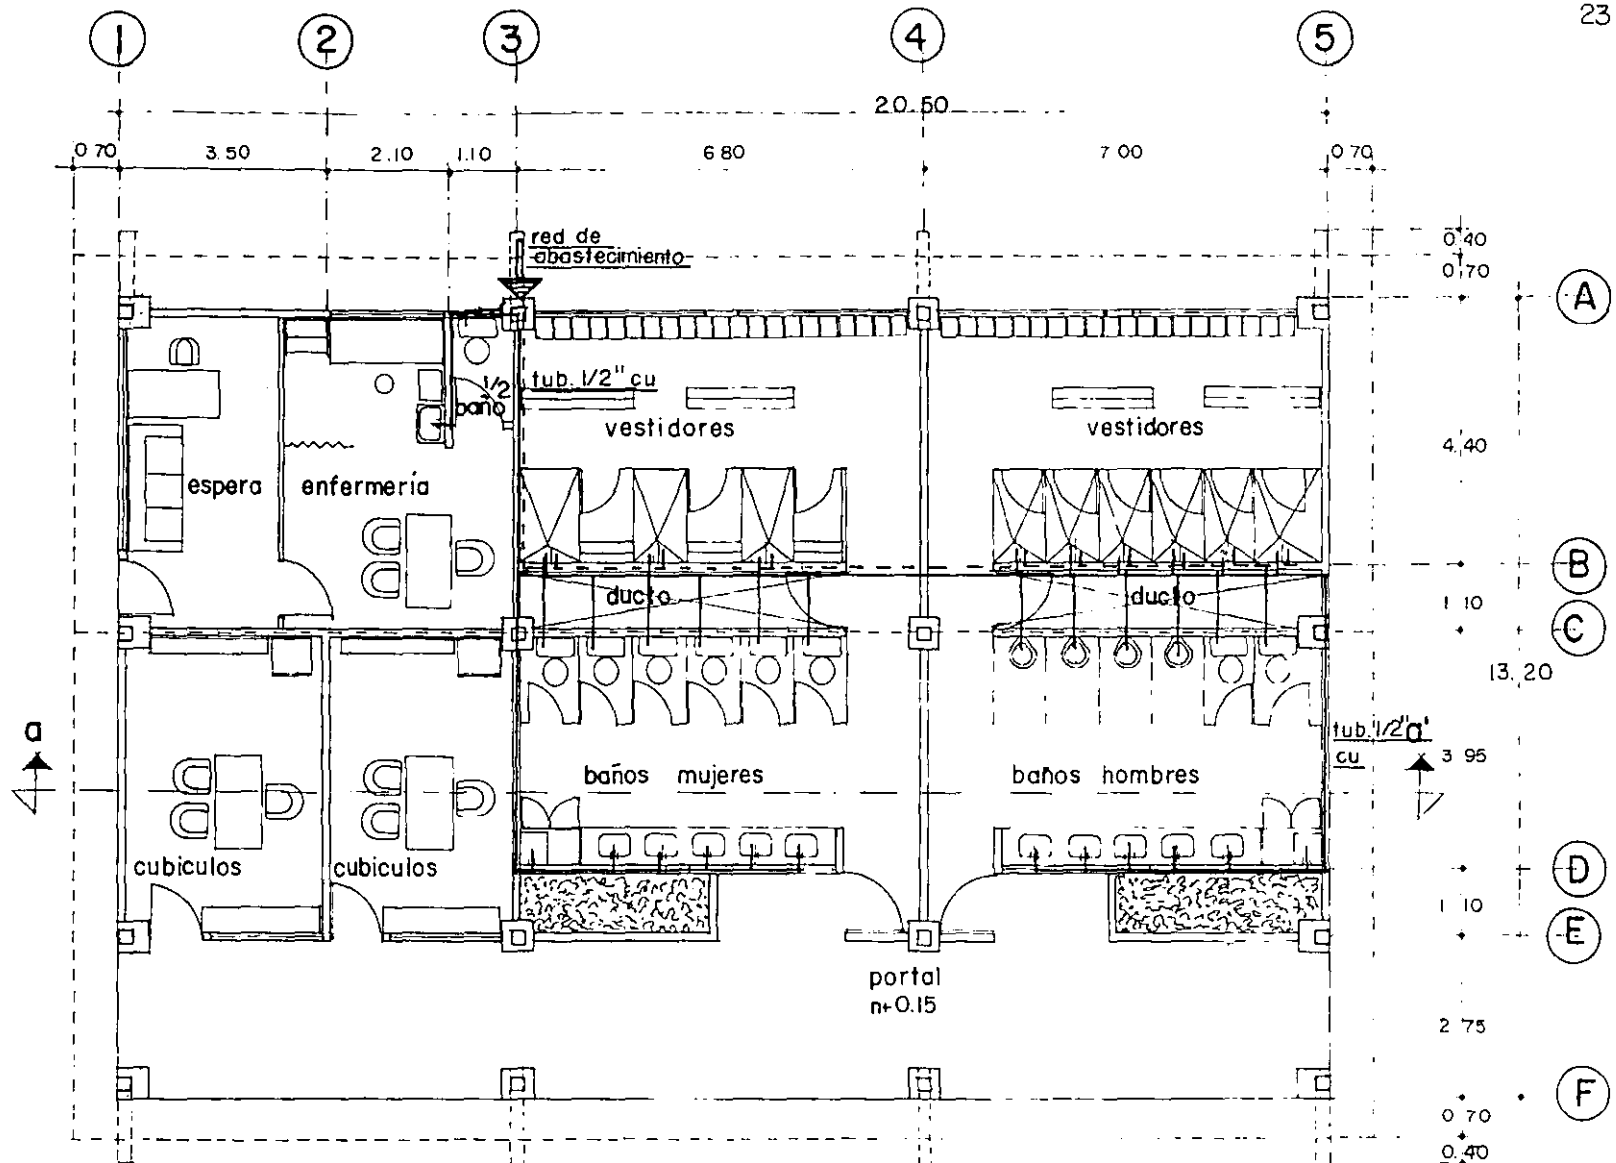 23
1 2 3 4 5
20.50
0 70 3.50 2.10 1.10 6 80 7 00 0 70
red de
abastecimiento
0 40
0 70
A
1/2
tub. 1/2" cu
baño
vestidores
vestidores
4,40
espera
enfermería
B
ducto
ducto
1 10
C
13.20
a
tub. 1/2" a'
cu
3 95
baños mujeres
baños hombres
cubiculos
cubiculos
D
1 10
E
portal
n+0.15
2 75
F
0 70
0.40